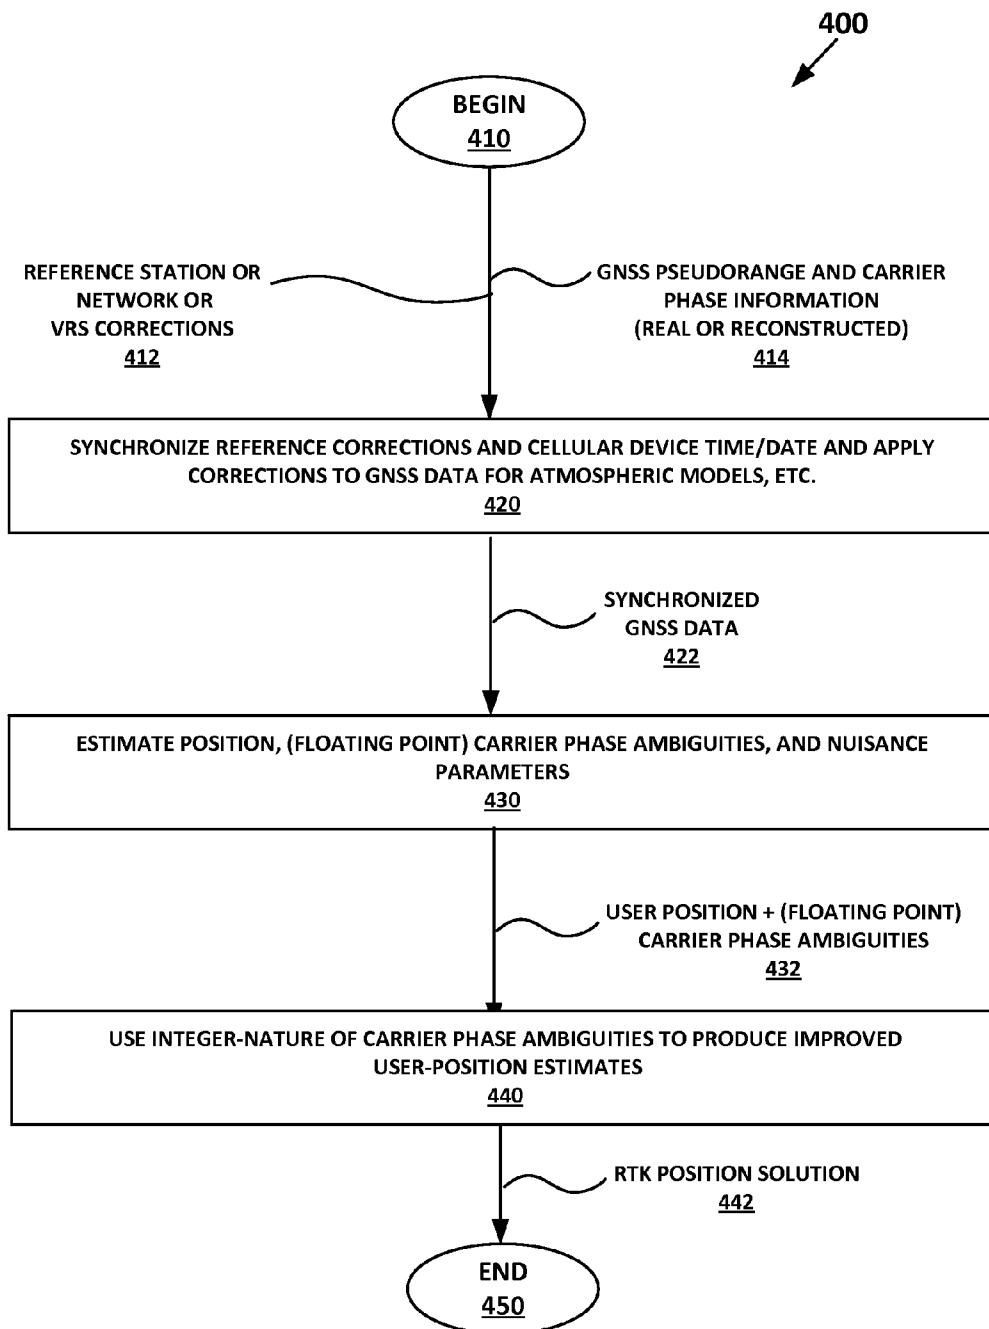 400
BEGIN
410
REFERENCE STATION OR
NETWORK OR
VRS CORRECTIONS
412
GNSS PSEUDORANGE AND CARRIER
PHASE INFORMATION
(REAL OR RECONSTRUCTED)
414
SYNCHRONIZE REFERENCE CORRECTIONS AND CELLULAR DEVICE TIME/DATE AND APPLY
CORRECTIONS TO GNSS DATA FOR ATMOSPHERIC MODELS, ETC.
420
SYNCHRONIZED
GNSS DATA
422
ESTIMATE POSITION, (FLOATING POINT) CARRIER PHASE AMBIGUITIES, AND NUISANCE
PARAMETERS
430
USER POSITION + (FLOATING POINT)
CARRIER PHASE AMBIGUITIES
432
USE INTEGER-NATURE OF CARRIER PHASE AMBIGUITIES TO PRODUCE IMPROVED
USER-POSITION ESTIMATES
440
RTK POSITION SOLUTION
442
END
450